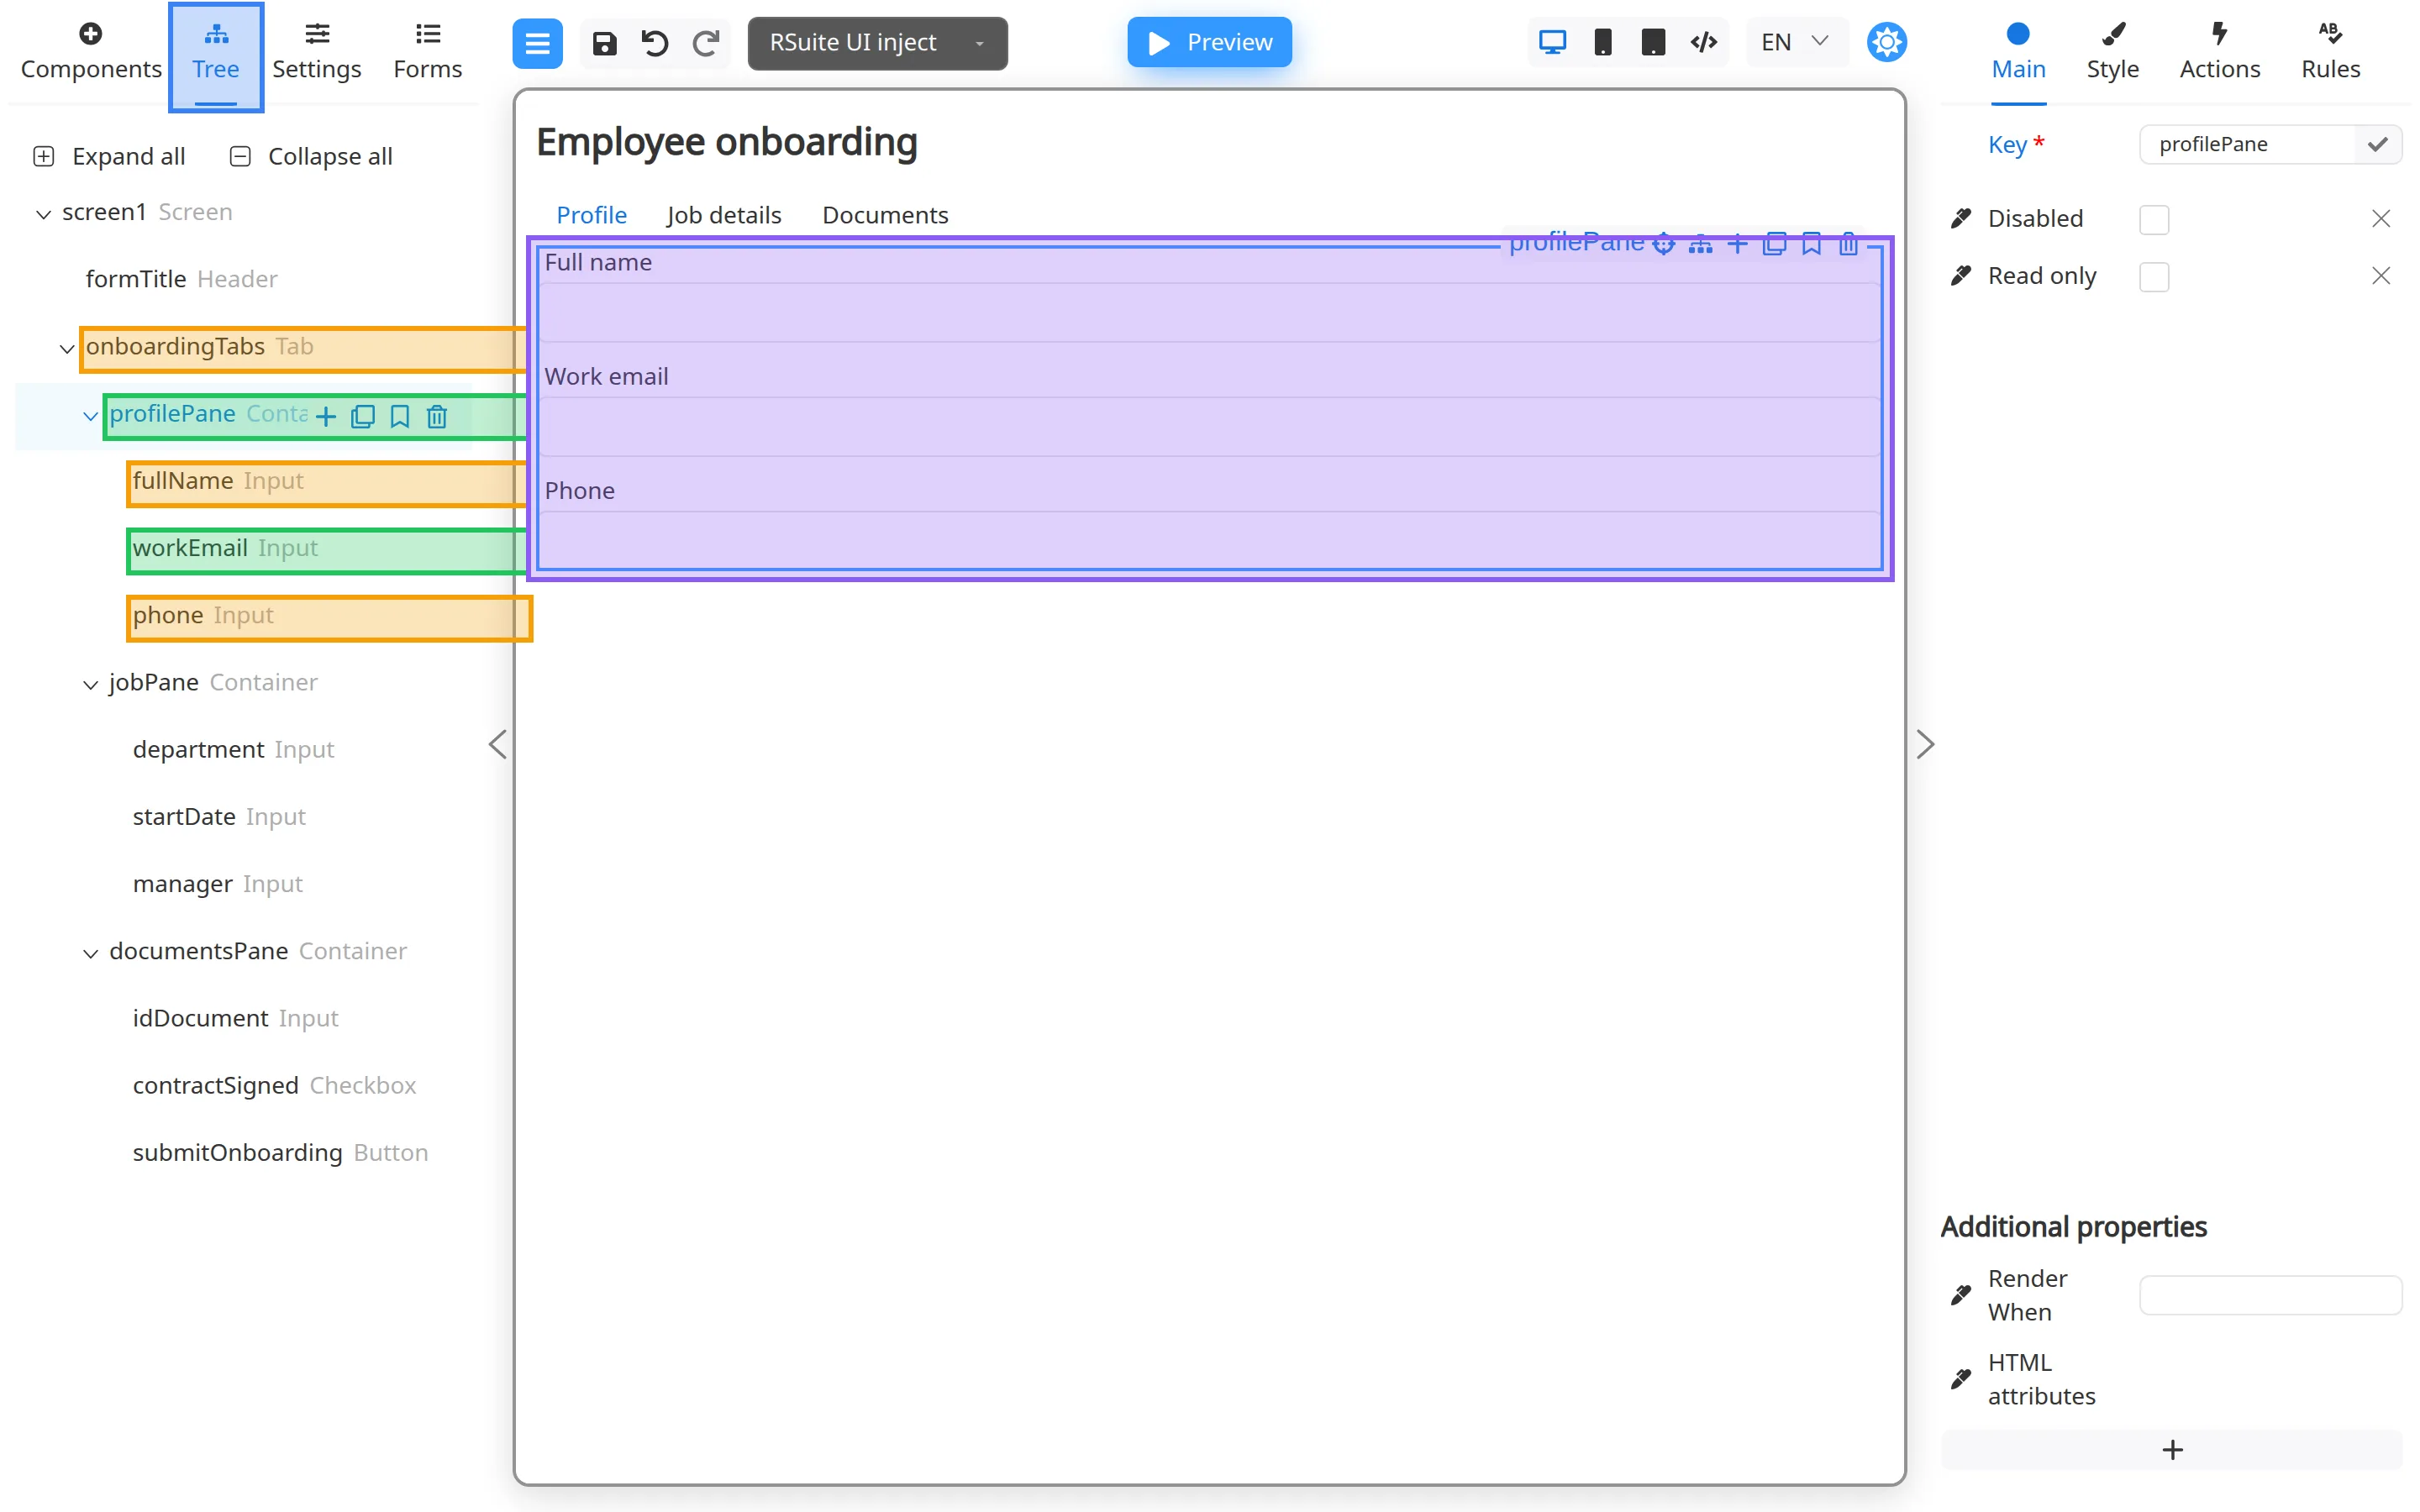 Components Tree Settings Forms
RSuite UI inject
Preview
EN
Main Style Actions Rules
Expand all Collapse all
screen1 Screen
formTitle Header
onboardingTabs Tab
profilePane Conta
fullName Input
workEmail Input
phone Input
jobPane Container
department Input
startDate Input
manager Input
documentsPane Container
idDocument Input
contractSigned Checkbox
submitOnboarding Button
Employee onboarding
Profile Job details Documents
profilePane
Full name
Work email
Phone
Key * profilePane
Disabled
Read only
Additional properties
Render
When
HTML
attributes